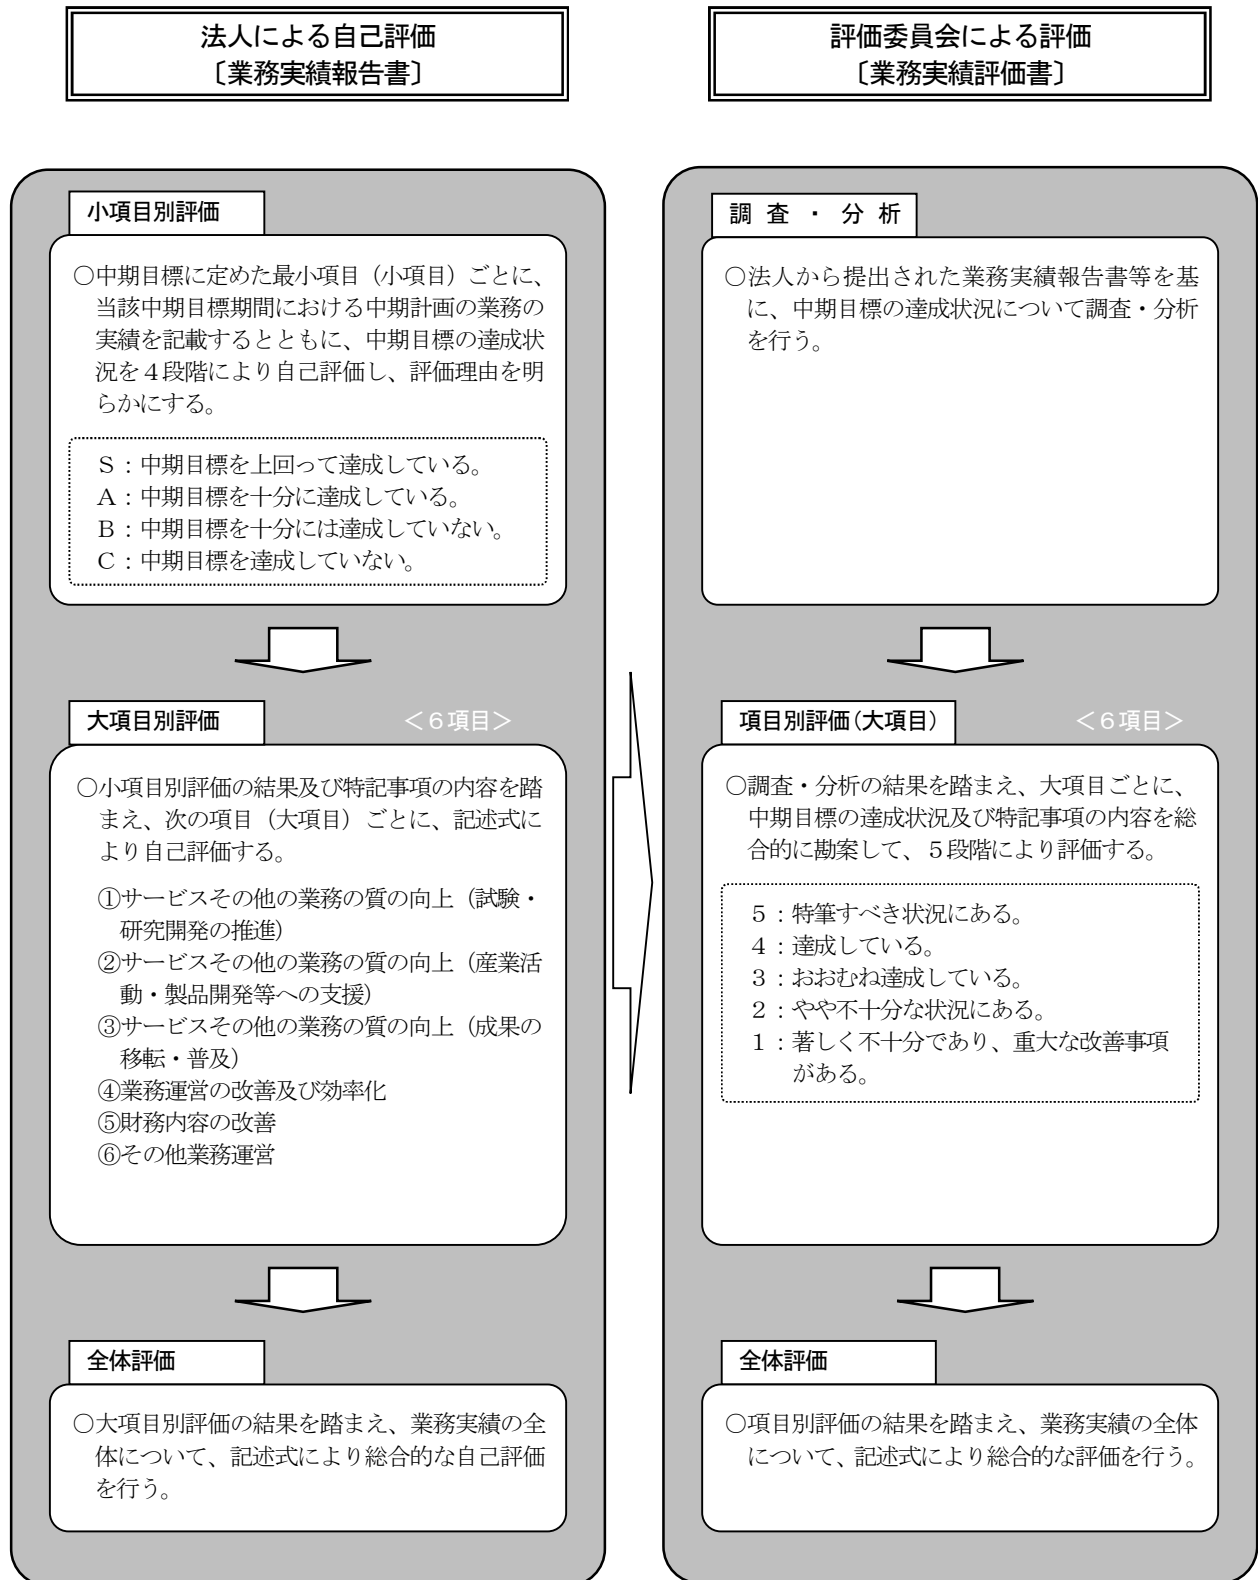 法人による自己評価
〔業務実績報告書〕
小項目別評価
○中期目標に定めた最小項目（小項目）ごとに、
当該中期目標期間における中期計画の業務の
実績を記載するとともに、中期目標の達成状
況を４段階により自己評価し、評価理由を明
らかにする。
Ｓ：中期目標を上回って達成している。
Ａ：中期目標を十分に達成している。
Ｂ：中期目標を十分には達成していない。
Ｃ：中期目標を達成していない。
大項目別評価
＜６項目＞
○小項目別評価の結果及び特記事項の内容を踏
まえ、次の項目（大項目）ごとに、記述式に
より自己評価する。
①サービスその他の業務の質の向上（試験・
研究開発の推進）
②サービスその他の業務の質の向上（産業活
動・製品開発等への支援）
③サービスその他の業務の質の向上（成果の
移転・普及）
④業務運営の改善及び効率化
⑤財務内容の改善
⑥その他業務運営
全体評価
○大項目別評価の結果を踏まえ、業務実績の全
体について、記述式により総合的な自己評価
を行う。
評価委員会による評価
〔業務実績評価書〕
調 査 ・ 分 析
○法人から提出された業務実績報告書等を基
に、中期目標の達成状況について調査・分析
を行う。
項目別評価（大項目）
＜６項目＞
○調査・分析の結果を踏まえ、大項目ごとに、
中期目標の達成状況及び特記事項の内容を総
合的に勘案して、５段階により評価する。
５：特筆すべき状況にある。
４：達成している。
３：おおむね達成している。
２：やや不十分な状況にある。
１：著しく不十分であり、重大な改善事項
がある。
全体評価
○項目別評価の結果を踏まえ、業務実績の全体
について、記述式により総合的な評価を行う。